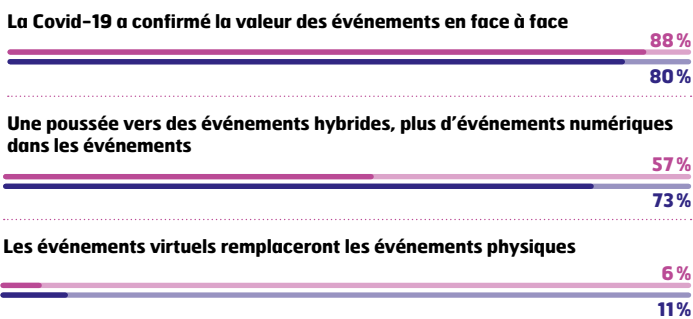 La Covid-19 a confirmé la valeur des événements en face à face
88 %
80 %
Une poussée vers des événements hybrides, plus d'événements numériques
dans les événements
57 %
73 %
Les événements virtuels remplaceront les événements physiques
6 %
11 %